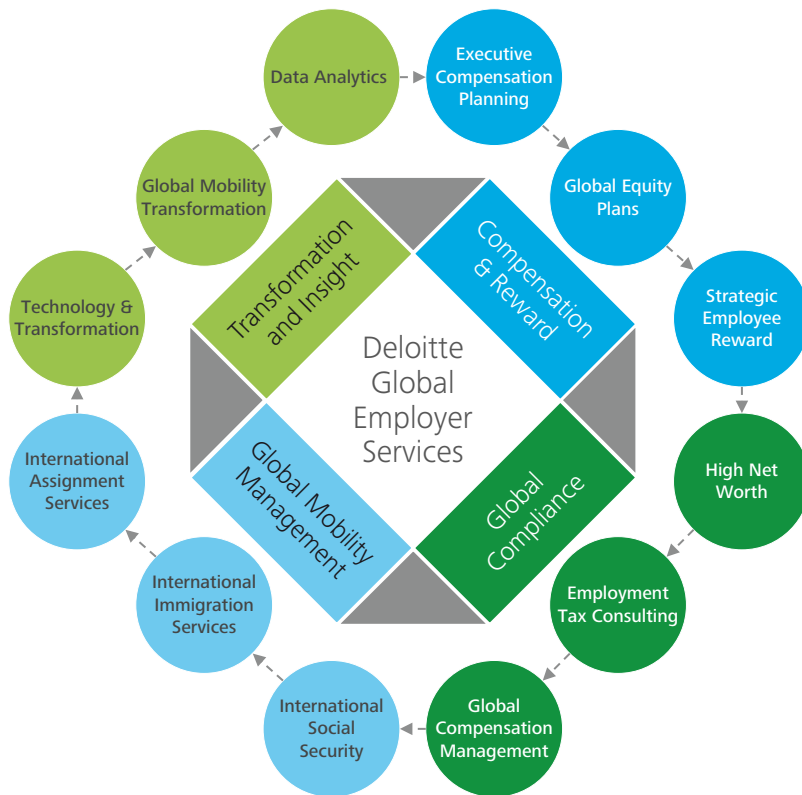 Data Analytics
Executive
Compensation
Planning
Global Mobility
Transformation
Global Equity
Plans
Transformation
and Insight
Compensation
& Reward
Technology &
Transformation
Strategic
Employee
Reward
Deloitte
Global
Employer
Services
International
Assignment
Services
Global Mobility
Management
Global
Compliance
High Net
Worth
International
Immigration
Services
Employment
Tax Consulting
International
Social
Security
Global
Compensation
Management